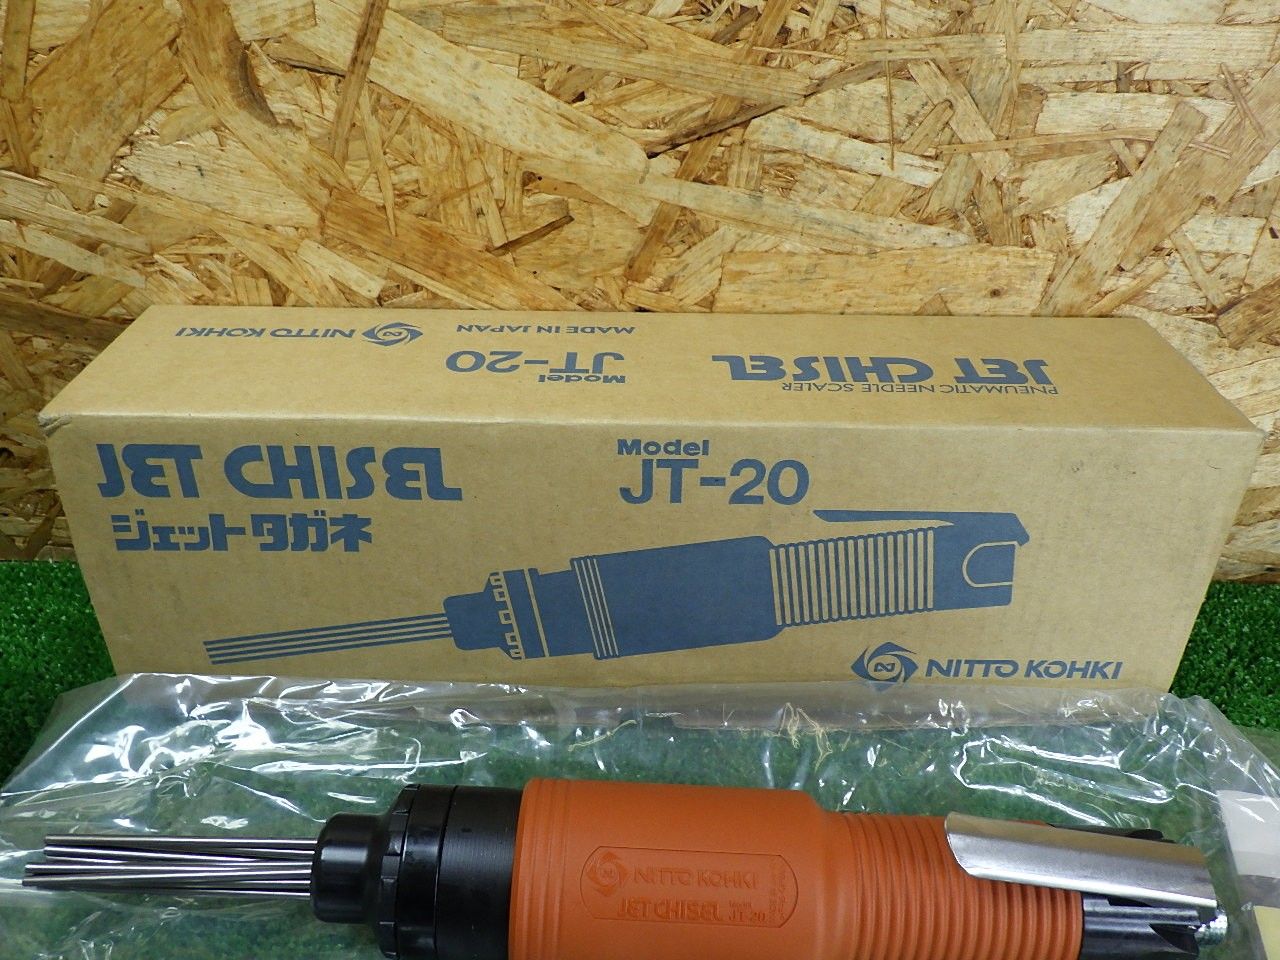 NITTO KOHKI
MADE IN JAPAN
Model
JT-20
PNEUMATIC NEEDLE SCALER
JET CHISEL
JET CHISEL
ジェットタガネ
Model
JT-20
NITTO KOHKI
NITTO KOHKI
JET CHISEL Model JT-20